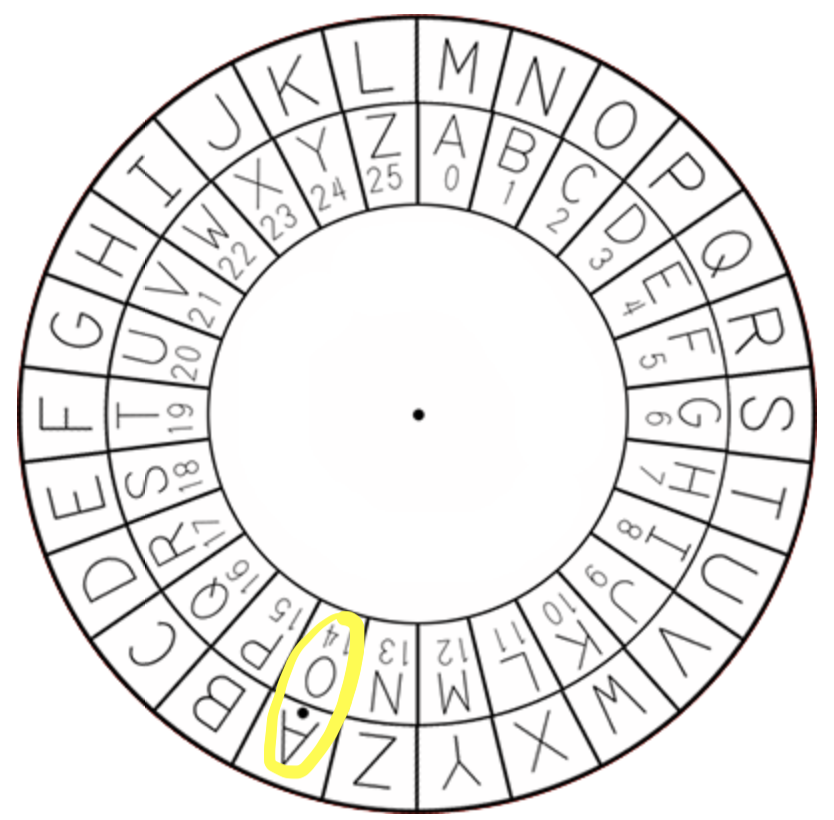 A B C D E F G H I J K L M N O P Q R S T U V W X Y Z
O P Q R S T U V W X Y Z A B C D E F G H I J K L M N
14 15 16 17 18 19 20 21 22 23 24 25 0 1 2 3 4 5 6 7 8 9 10 11 12 13